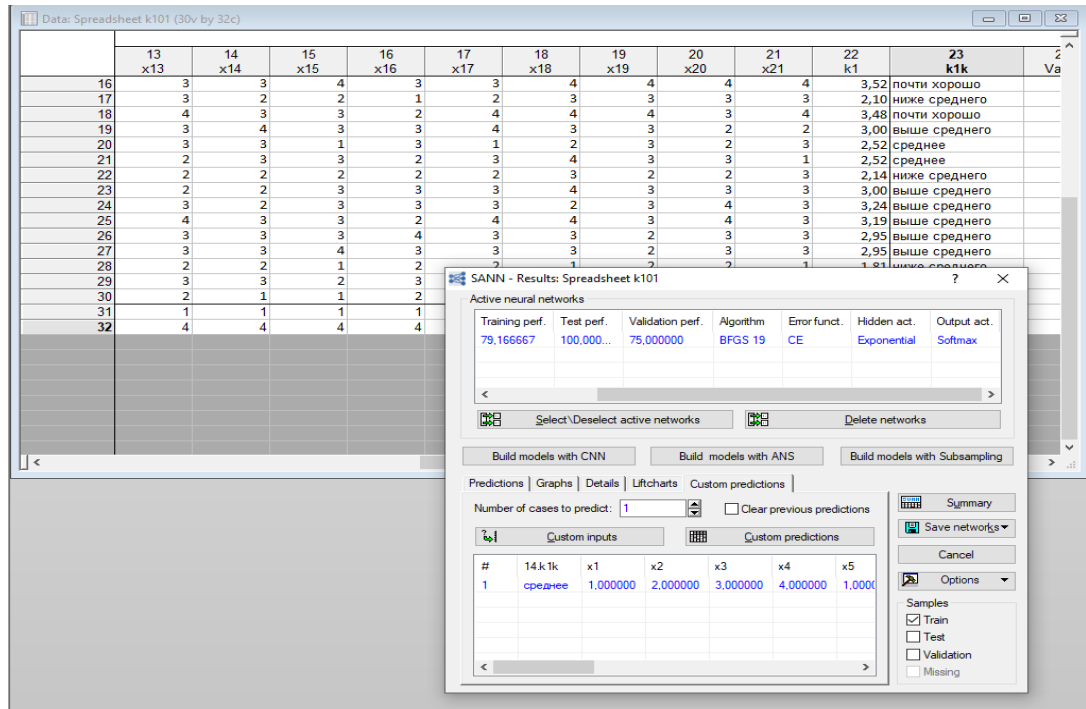 Data: Spreadsheet k101 (30v by 32c)
13 14 15 16 17 18 19 20 21 22 23 2
x13 x14 x15 x16 x17 x18 x19 x20 x21 k1 k1k Va
16 3 3 4 3 3 4 4 4 4 3,52 почти хорошо
17 3 2 2 1 2 3 3 3 3 2,10 ниже среднего
18 4 3 3 2 4 4 4 3 4 3,48 почти хорошо
19 3 4 3 3 4 3 3 2 2 3,00 выше среднего
20 3 3 1 3 1 2 3 2 3 2,52 среднее
21 2 3 3 2 3 4 3 3 1 2,52 среднее
22 2 2 2 2 2 3 2 2 3 2,14 ниже среднего
23 2 2 3 3 3 4 3 3 3 3,00 выше среднего
24 3 2 3 3 3 2 3 4 3 3,24 выше среднего
25 4 3 3 2 4 4 3 4 3 3,19 выше среднего
26 3 3 3 4 3 3 2 3 3 2,95 выше среднего
27 3 3 4 3 3 3 2 3 3 2,95 выше среднего
28 2 2 1 2 2 1 2 2 1 1,81 ниже среднего
29 3 3 2 3
30 2 1 1 2
31 1 1 1 1
32 4 4 4 4
SANN - Results: Spreadsheet k101 ?
Active neural networks
Training perf. Test perf. Validation perf. Algorithm Error funct. Hidden act. Output act.
79,166667 100,000... 75,000000 BFGS 19 CE Exponential Softmax
Select\Deselect active networks Delete networks
Build models with CNN Build models with ANS Build models with Subsampling
Predictions Graphs Details Liftcharts Custom predictions
Number of cases to predict: 1 Clear previous predictions
Custom inputs Custom predictions
# 14.k1k x1 x2 x3 x4 x5
1 среднее 1,000000 2,000000 3,000000 4,000000 1,0000
Summary
Save networks
Cancel
Options
Samples
Train
Test
Validation
Missing